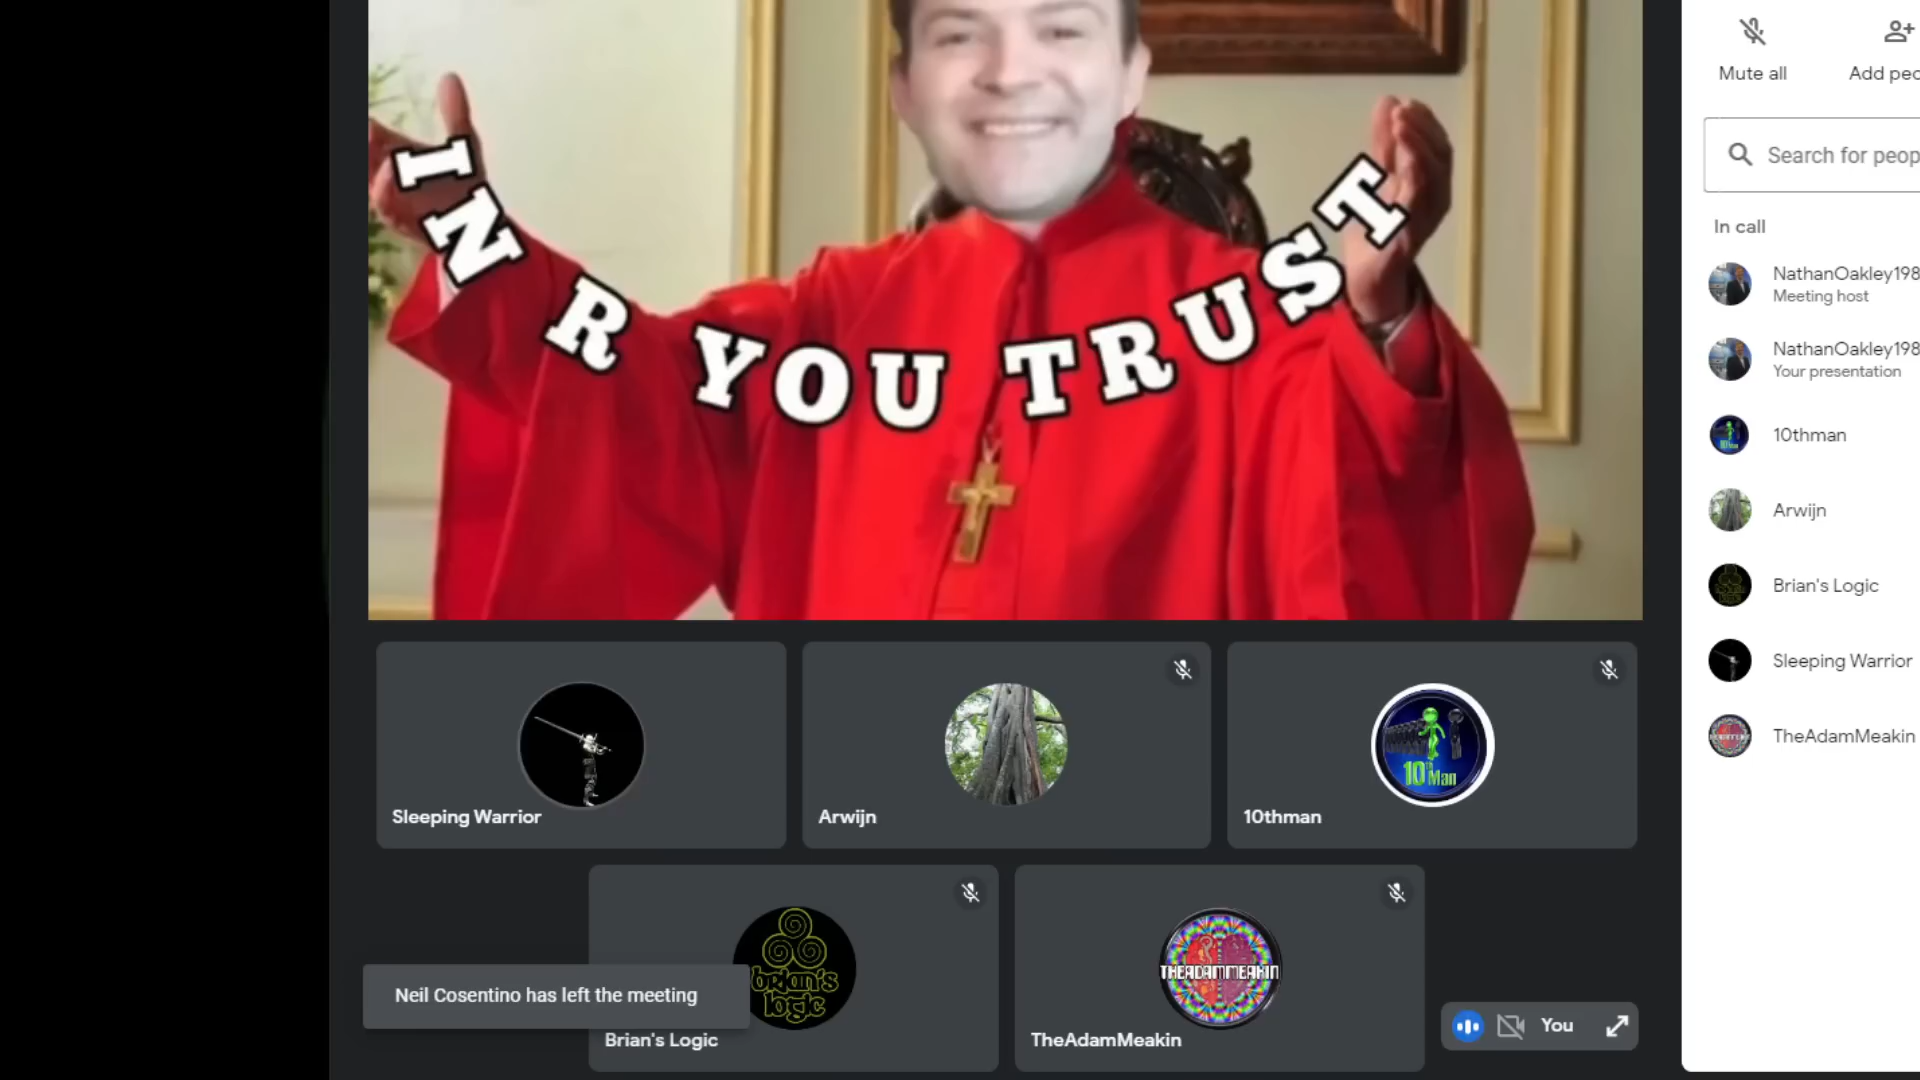 IN R YOU TRUST
Mute all
Add peo
Search for peop
In call
NathanOakley198
Meeting host
NathanOakley198
Your presentation
10thman
Arwijn
Brian's Logic
Sleeping Warrior
TheAdamMeakin
Sleeping Warrior
Arwijn
10th Man
10thman
Neil Cosentino has left the meeting
brian's
logic
Brian's Logic
THEADAMMEAKIN
TheAdamMeakin
You